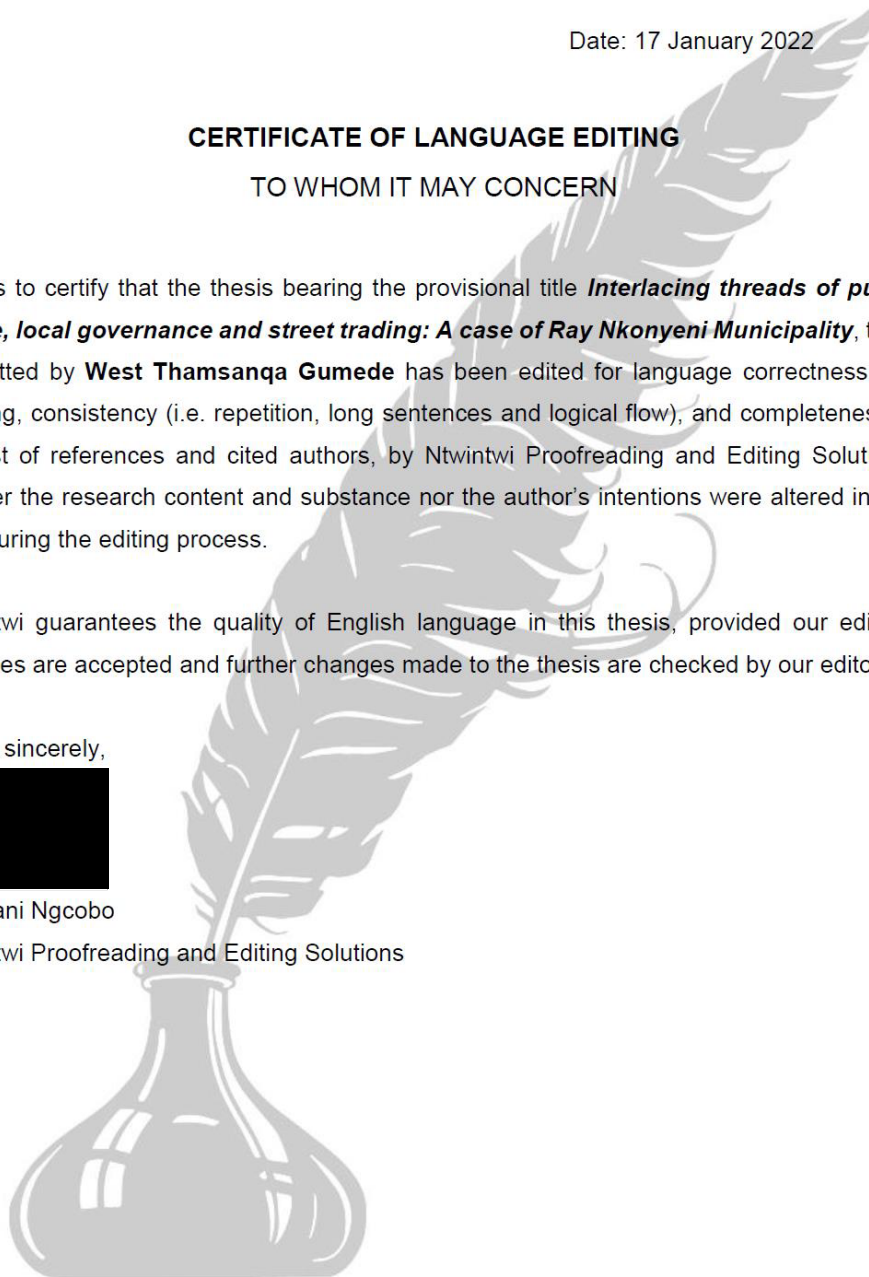 Date: 17 January 2022
CERTIFICATE OF LANGUAGE EDITING
TO WHOM IT MAY CONCERN
s to certify that the thesis bearing the provisional title Interlacing threads of pu
e, local governance and street trading: A case of Ray Nkonyeni Municipality, t
tted by West Thamsanqa Gumede has been edited for language correctness
ng, consistency (i.e. repetition, long sentences and logical flow), and completenes
st of references and cited authors, by Ntwintwi Proofreading and Editing Solut
er the research content and substance nor the author’s intentions were altered in
uring the editing process.
twi guarantees the quality of English language in this thesis, provided our edi
es are accepted and further changes made to the thesis are checked by our edito
sincerely,
ani Ngcobo
twi Proofreading and Editing Solutions